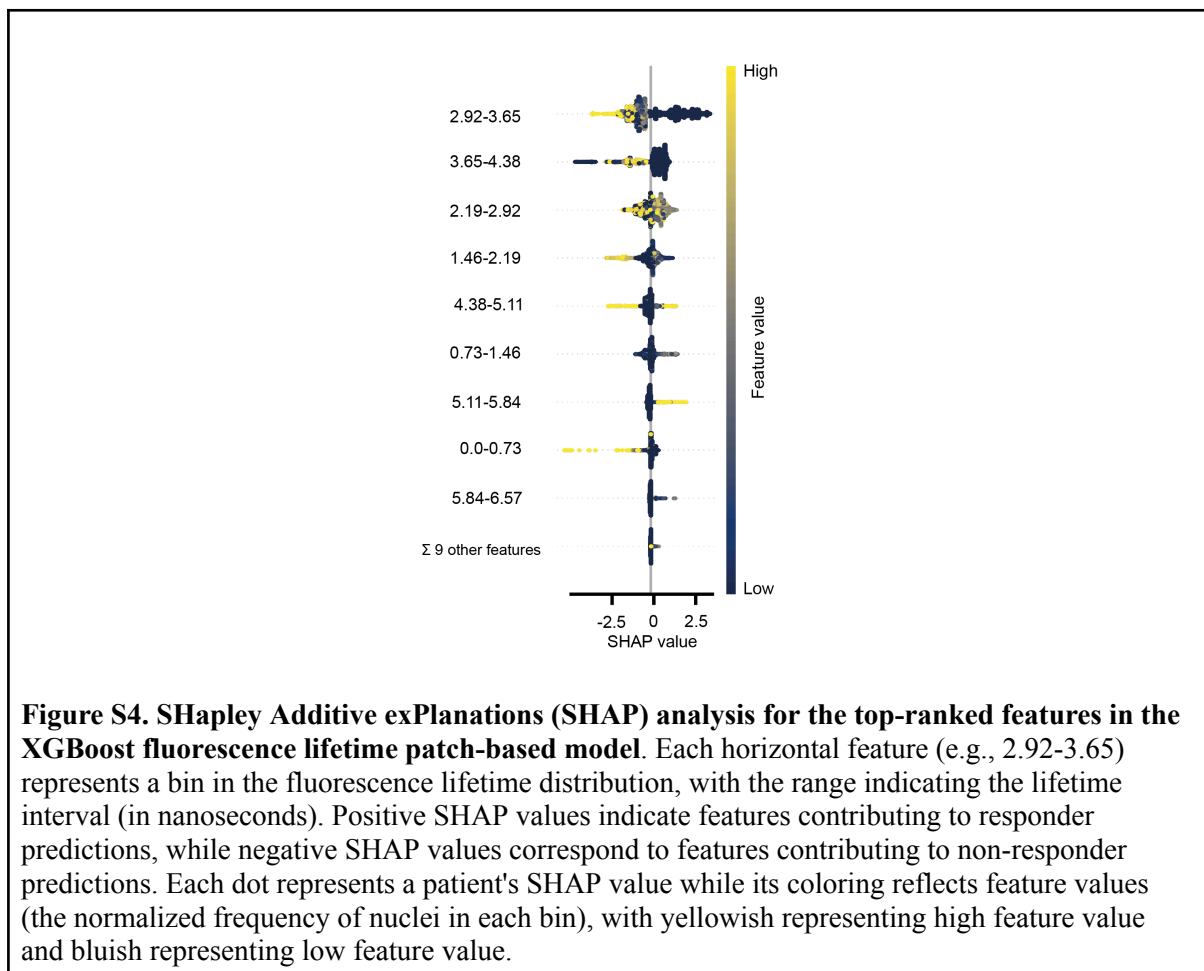 High
2.92-3.65
3.65-4.38
2.19-2.92
1.46-2.19
4.38-5.11
Feature value
0.73-1.46
5.11-5.84
0.0-0.73
5.84-6.57
Σ 9 other features
Low
-2.5 0 2.5
SHAP value
Figure S4. SHapley Additive exPlanations (SHAP) analysis for the top-ranked features in the
XGBoost fluorescence lifetime patch-based model. Each horizontal feature (e.g., 2.92-3.65)
represents a bin in the fluorescence lifetime distribution, with the range indicating the lifetime
interval (in nanoseconds). Positive SHAP values indicate features contributing to responder
predictions, while negative SHAP values correspond to features contributing to non-responder
predictions. Each dot represents a patient's SHAP value while its coloring reflects feature values
(the normalized frequency of nuclei in each bin), with yellowish representing high feature value
and bluish representing low feature value.